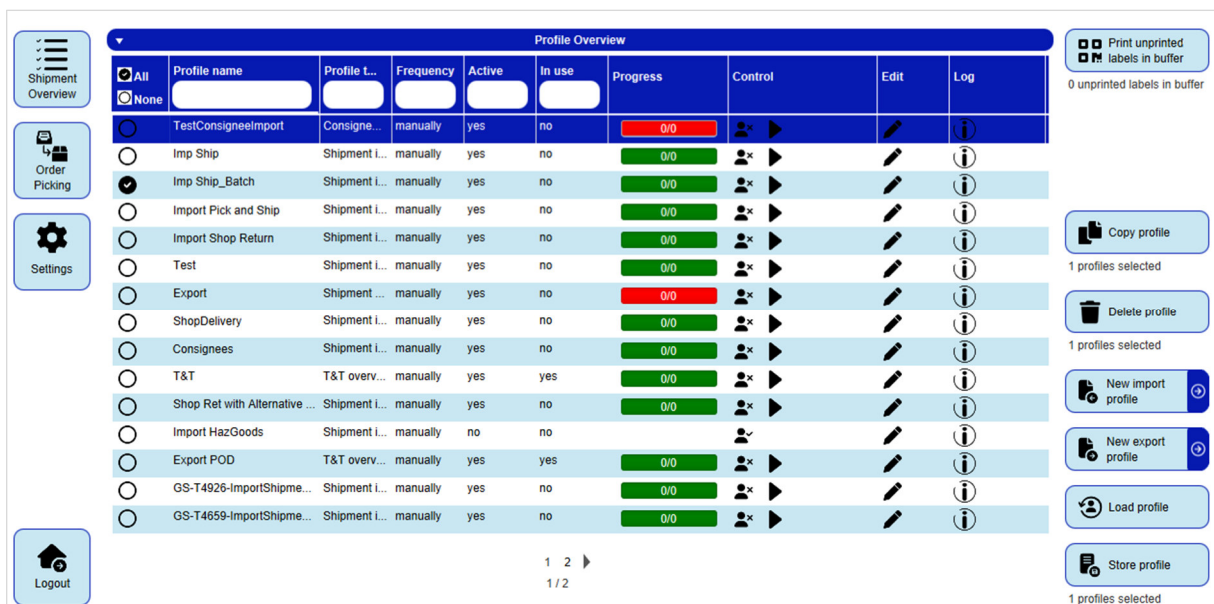 Shipment
Overview
Order
Picking
Settings
Logout
Profile Overview
All
None
Profile name Profile t... Frequency Active In use Progress Control Edit Log
TestConsigneeImport Consigne... manually yes no 0/0
Imp Ship Shipment i... manually yes no 0/0
Imp Ship_Batch Shipment i... manually yes no 0/0
Import Pick and Ship Shipment i... manually yes no 0/0
Import Shop Return Shipment i... manually yes no 0/0
Test Shipment i... manually yes no 0/0
Export Shipment ... manually yes no 0/0
ShopDelivery Shipment i... manually yes no 0/0
Consignees Shipment i... manually yes no 0/0
T&T T&T overv... manually yes yes 0/0
Shop Ret with Alternative ... Shipment i... manually yes no 0/0
Import HazGoods Shipment i... manually no no
Export POD T&T overv... manually yes yes 0/0
GS-T4926-ImportShipme... Shipment i... manually yes no 0/0
GS-T4659-ImportShipme... Shipment i... manually yes no 0/0
1 2
1 / 2
Print unprinted
labels in buffer
0 unprinted labels in buffer
Copy profile
1 profiles selected
Delete profile
1 profiles selected
New import
profile
New export
profile
Load profile
Store profile
1 profiles selected